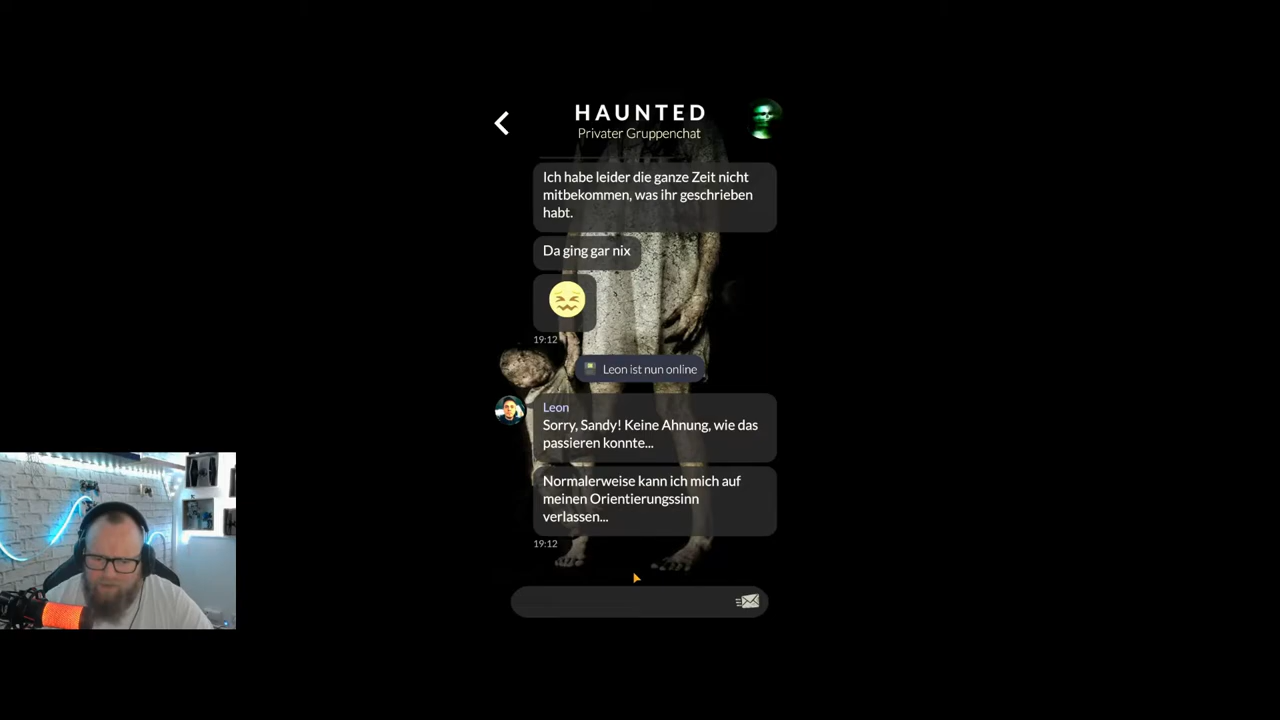 HAUNTED
Privater Gruppenchat
Ich habe leider die ganze Zeit nicht
mitbekommen, was ihr geschrieben
habt.
Da ging gar nix
19:12
Leon ist nun online
Leon
Sorry, Sandy! Keine Ahnung, wie das
passieren konnte...
Normalerweise kann ich mich auf
meinen Orientierungssinn
verlassen...
19:12